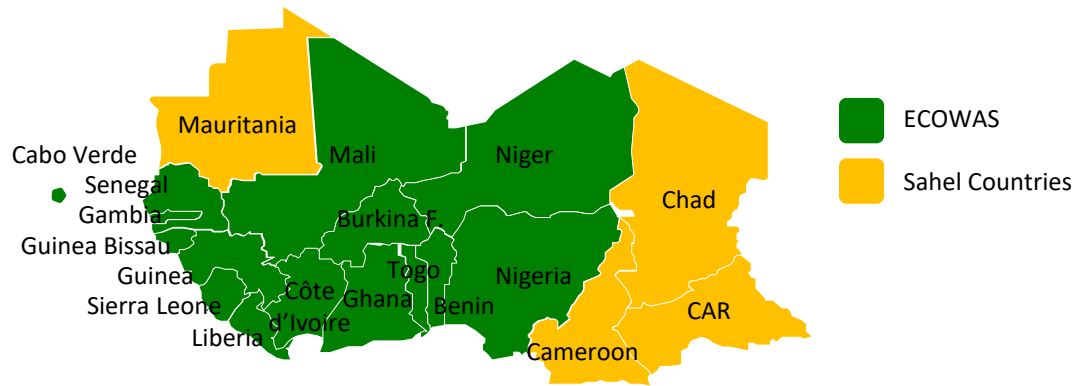 Mauritania
Cabo Verde
Mali
Niger
Senegal
Chad
Gambia
Burkina F.
Guinea Bissau
Guinea
Togo
Nigeria
Sierra Leone
Côte
d’Ivoire
Ghana
Benin
CAR
Liberia
Cameroon
ECOWAS
Sahel Countries